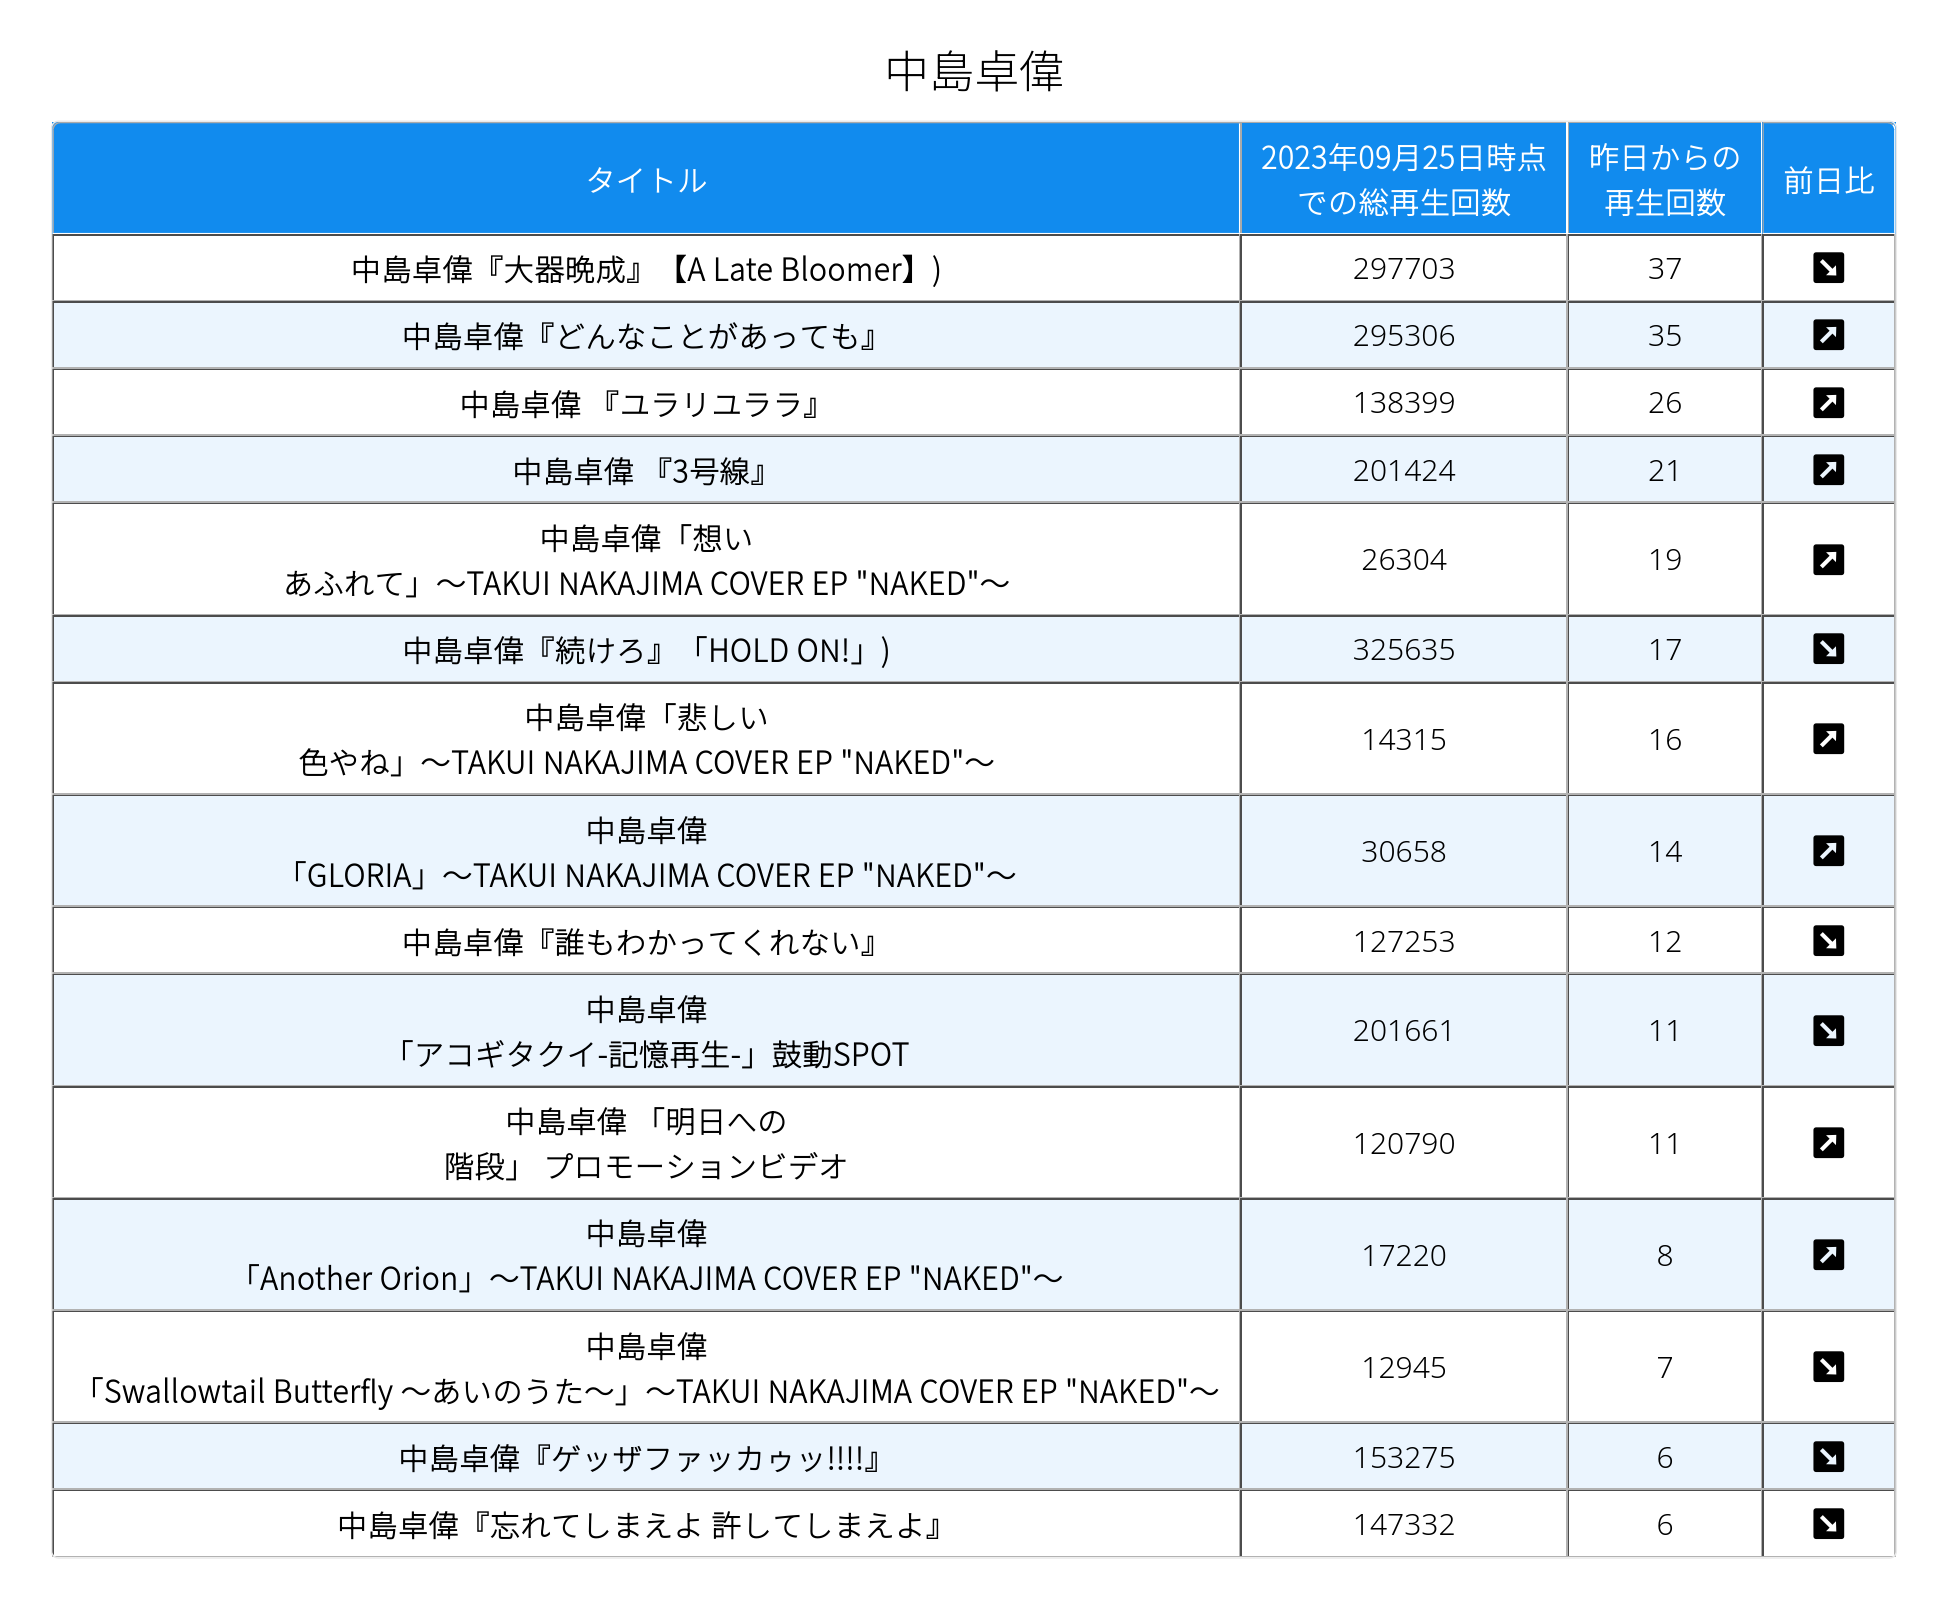 中島卓偉
タイトル
2023年09月25日時点
での総再生回数
昨日からの
再生回数
前日比
中島卓偉『大器晩成』【A Late Bloomer】)
297703
37
中島卓偉『どんなことがあっても』
295306
35
中島卓偉 『ユラリユララ』
138399
26
中島卓偉 『3号線』
201424
21
中島卓偉「想い
あふれて」～TAKUI NAKAJIMA COVER EP "NAKED"～
26304
19
中島卓偉『続けろ』「HOLD ON!」)
325635
17
中島卓偉「悲しい
色やね」～TAKUI NAKAJIMA COVER EP "NAKED"～
14315
16
中島卓偉
「GLORIA」～TAKUI NAKAJIMA COVER EP "NAKED"～
30658
14
中島卓偉『誰もわかってくれない』
127253
12
中島卓偉
「アコギタクイ-記憶再生-」鼓動SPOT
201661
11
中島卓偉 「明日への
階段」 プロモーションビデオ
120790
11
中島卓偉
「Another Orion」～TAKUI NAKAJIMA COVER EP "NAKED"～
17220
8
中島卓偉
「Swallowtail Butterfly ～あいのうた～」～TAKUI NAKAJIMA COVER EP "NAKED"～
12945
7
中島卓偉『ゲッザファッカゥッ!!!!』
153275
6
中島卓偉『忘れてしまえよ 許してしまえよ』
147332
6